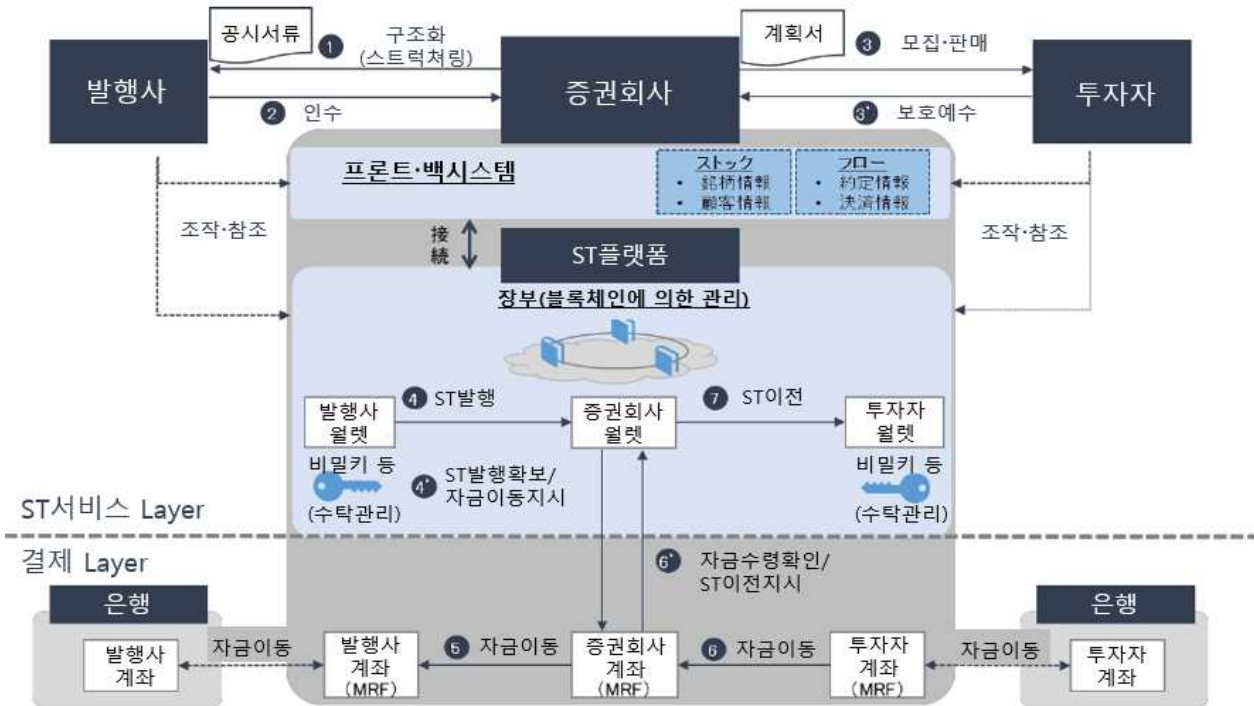 공시서류
1 구조화
(스트럭쳐링)
계획서
3 모집·판매
발행사
증권회사
투자자
2 인수
3' 보호예수
프론트·백시스템
ストック
• 銘柄情報
• 顧客情報
フロー
• 約定情報
決済情報
조작·참조
接続
조작·참조
ST플랫폼
장부(블록체인에 의한 관리)
4 ST발행
7 ST이전
발행사
월렛
증권회사
월렛
투자자
월렛
비밀키 등
(수탁관리)
4' ST발행확보/
자금이동지시
비밀키 등
(수탁관리)
ST서비스 Layer
결제 Layer
6' 자금수령확인/
ST이전지시
은행
은행
발행사
계좌
자금이동
발행사
계좌
(MRF)
5 자금이동
증권회사
계좌
(MRF)
6 자금이동
투자자
계좌
(MRF)
자금이동
투자자
계좌